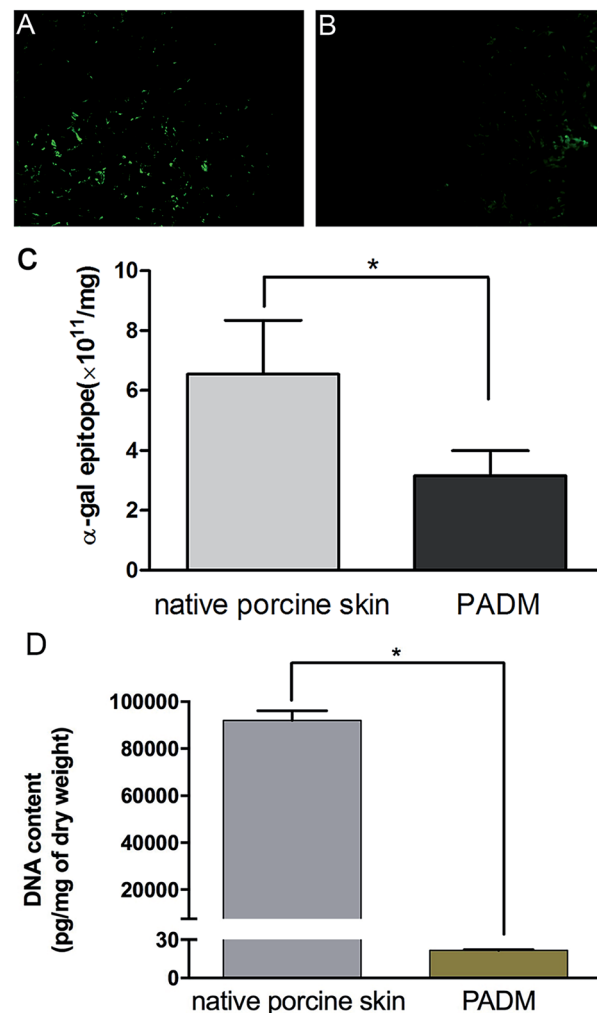 A
B
C
α-gal epitope(×10¹¹/mg)
10
8
6
4
2
0
*
native porcine skin
PADM
D
DNA content
(pg/mg of dry weight)
100000
80000
60000
40000
20000
30
0
*
native porcine skin
PADM